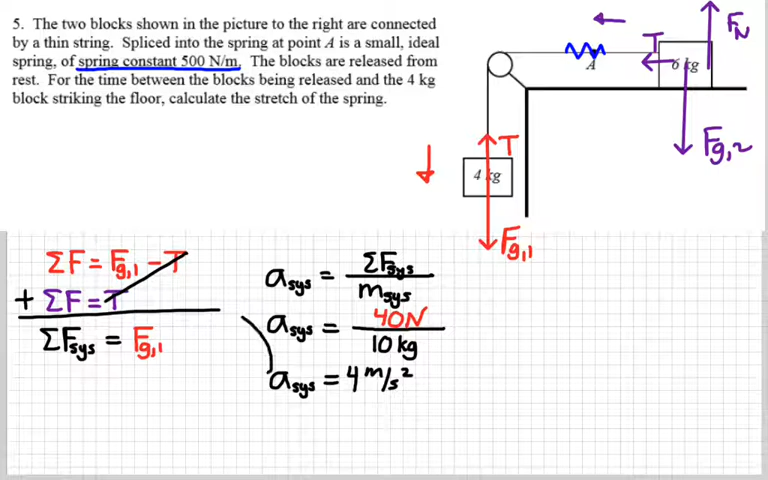 5. The two blocks shown in the picture to the right are connected
by a thin string. Spliced into the spring at point A is a small, ideal
spring, of spring constant 500 N/m. The blocks are released from
rest. For the time between the blocks being released and the 4 kg
block striking the floor, calculate the stretch of the spring.
F_N
T
A
6 kg
F_g,2
T
4 kg
F_g,1
ΣF = F_g,1 - T
+ ΣF = T
ΣF_sys = F_g,1
a_sys = ΣF_sys / m_sys
a_sys = 40N / 10 kg
a_sys = 4 m/s²